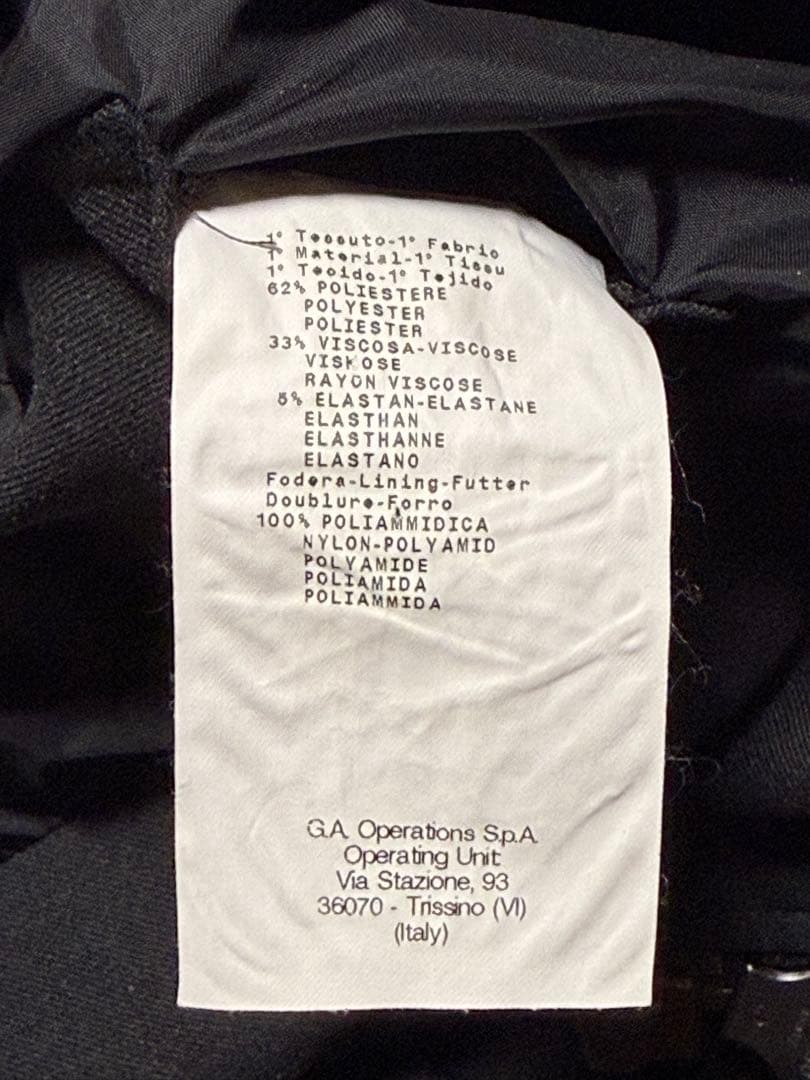 1° Tessuto-1° Fabric
1° Material-1° Tissu
1° Tecido-1° Tejido
62% POLIESTERE
POLYESTER
POLIESTER
33% VISCOSA-VISCOSE
VISKOSE
RAYON VISCOSE
5% ELASTAN-ELASTANE
ELASTHAN
ELASTHANNE
ELASTANO
Fodera-Lining-Futter
Doublure-Forro
100% POLIAMMIDICA
NYLON-POLYAMID
POLYAMIDE
POLIAMIDA
POLIAMMIDA
G.A. Operations S.p.A.
Operating Unit:
Via Stazione, 93
36070 - Trissino (VI)
(Italy)